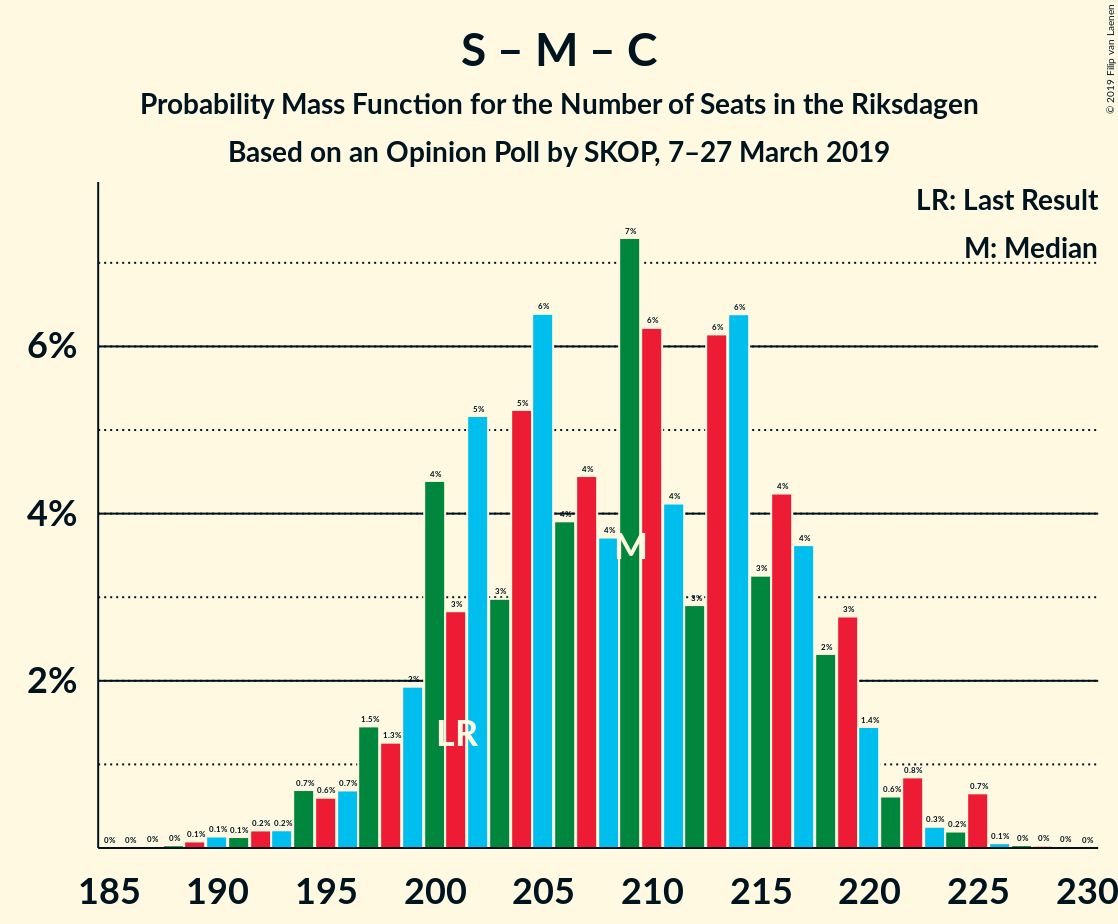 S – M – C
Probability Mass Function for the Number of Seats in the Riksdagen
Based on an Opinion Poll by SKOP, 7–27 March 2019
© 2019 Filip van Laenen
LR: Last Result
M: Median
6%
4%
2%
0% 0% 0% 0% 0.1% 0.1% 0.1% 0.2% 0.2% 0.7% 0.6% 0.7% 1.5% 1.3% 2% 4% 3% 5% 3% 5% 6% 4% 4% 4% 7% 6% 4% 3% 6% 6% 3% 4% 4% 2% 3% 1.4% 0.6% 0.8% 0.3% 0.2% 0.7% 0.1% 0% 0% 0% 0%
M
LR
185 190 195 200 205 210 215 220 225 230